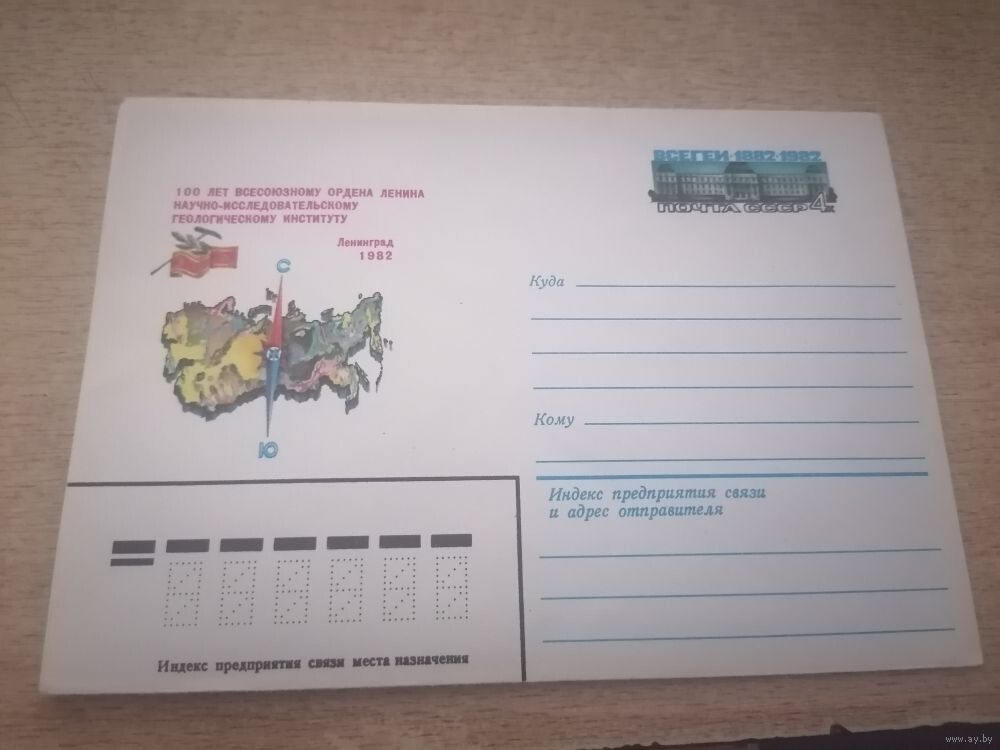 ВСЕГЕИ·1882·1982
ПОЧТА СССР 4к
100 ЛЕТ ВСЕСОЮЗНОМУ ОРДЕНА ЛЕНИНА
НАУЧНО-ИССЛЕДОВАТЕЛЬСКОМУ
ГЕОЛОГИЧЕСКОМУ ИНСТИТУТУ
Ленинград
1982
С
Ю
Куда
Кому
Индекс предприятия связи
и адрес отправителя
Индекс предприятия связи места назначения
www.ay.by